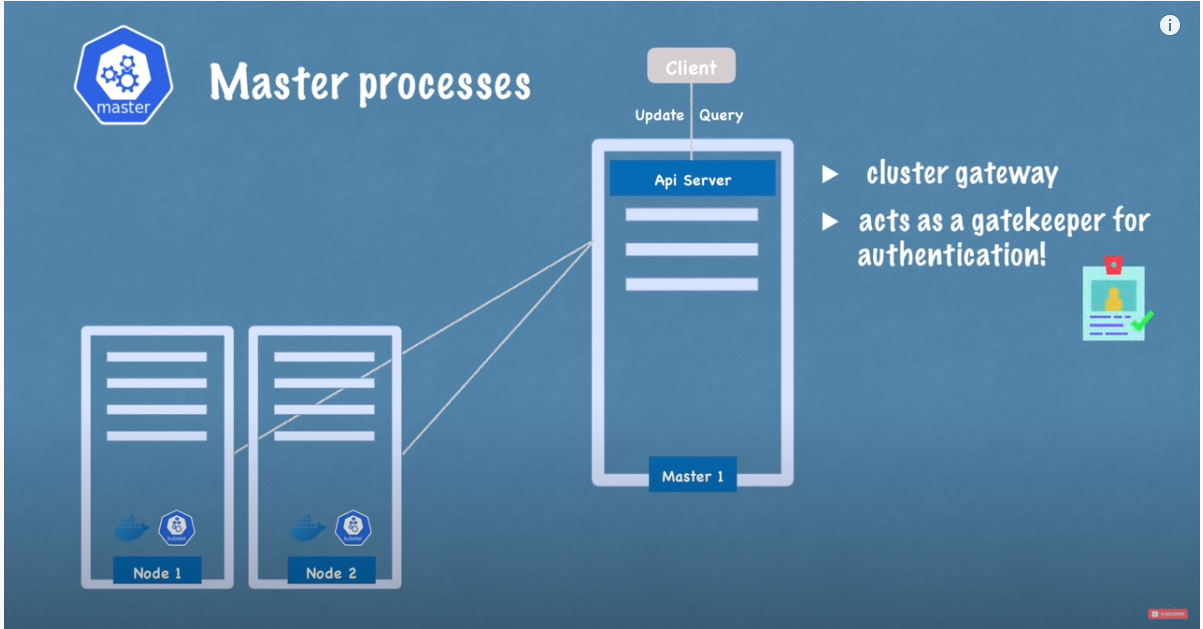 master
Master processes
Client
Update
Query
Api Server
cluster gateway
acts as a gatekeeper for
authentication!
Master 1
kubelet
kubelet
Node 1
Node 2
SUBSCRIBE